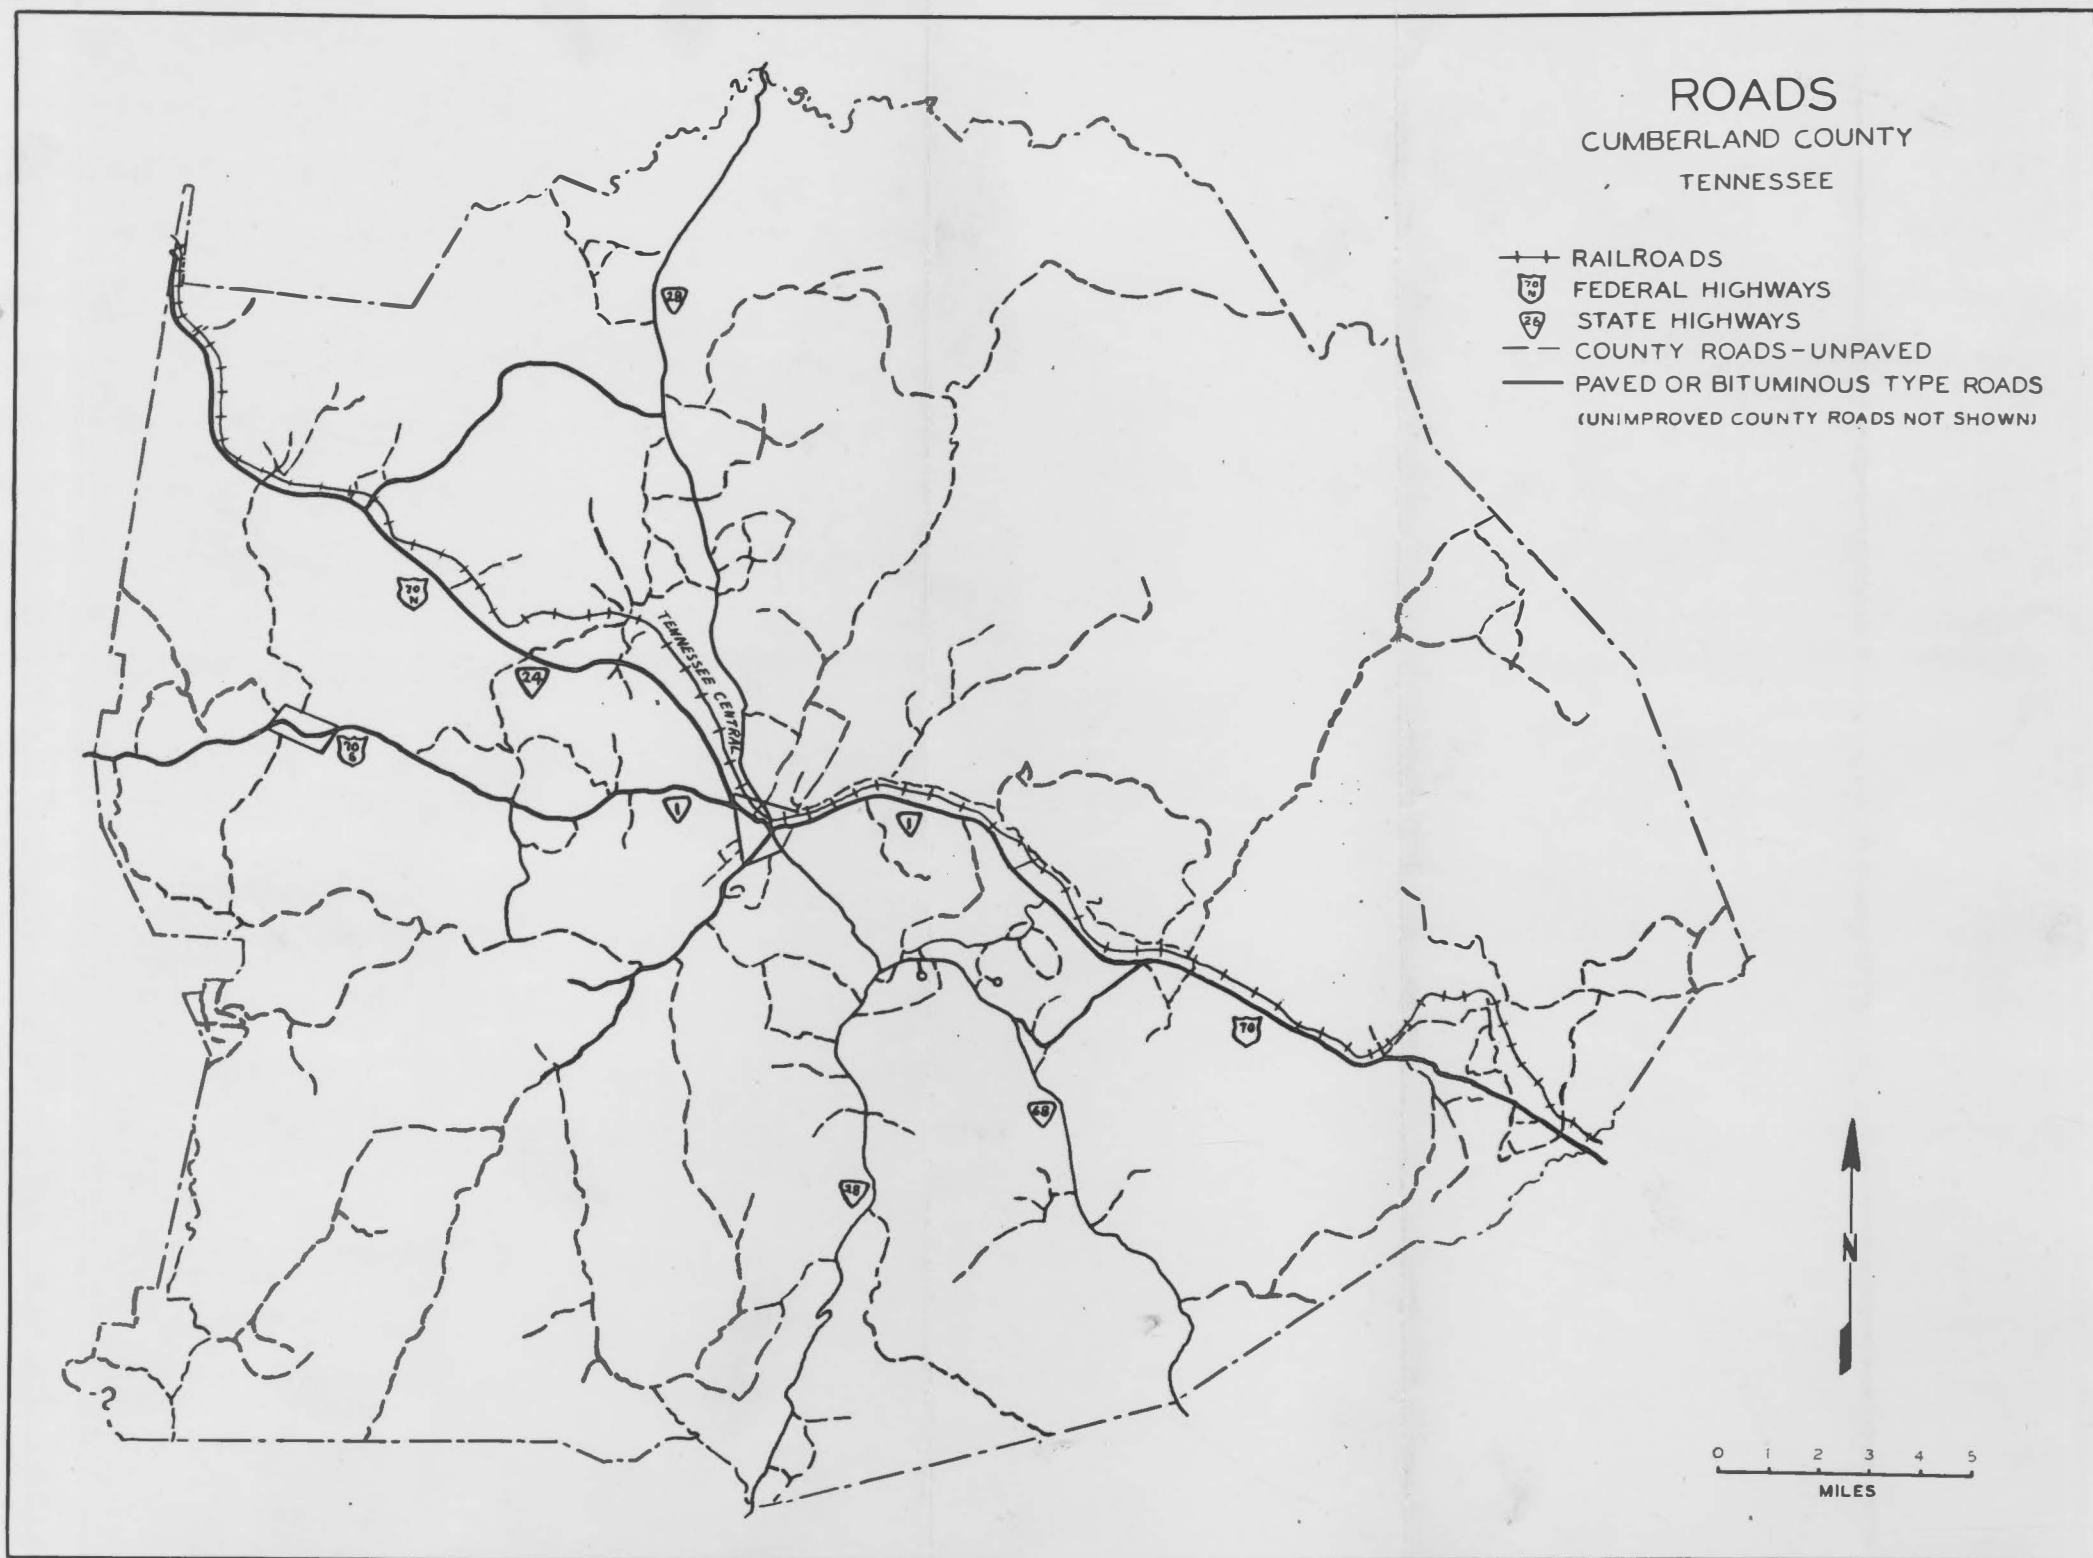 ROADS
CUMBERLAND COUNTY
TENNESSEE
RAILROADS
70 N
FEDERAL HIGHWAYS
26
STATE HIGHWAYS
COUNTY ROADS-UNPAVED
PAVED OR BITUMINOUS TYPE ROADS
(UNIMPROVED COUNTY ROADS NOT SHOWN)
28
70 N
TENNESSEE CENTRAL
24
70 S
1
1
70
68
28
N
0 1 2 3 4 5
MILES